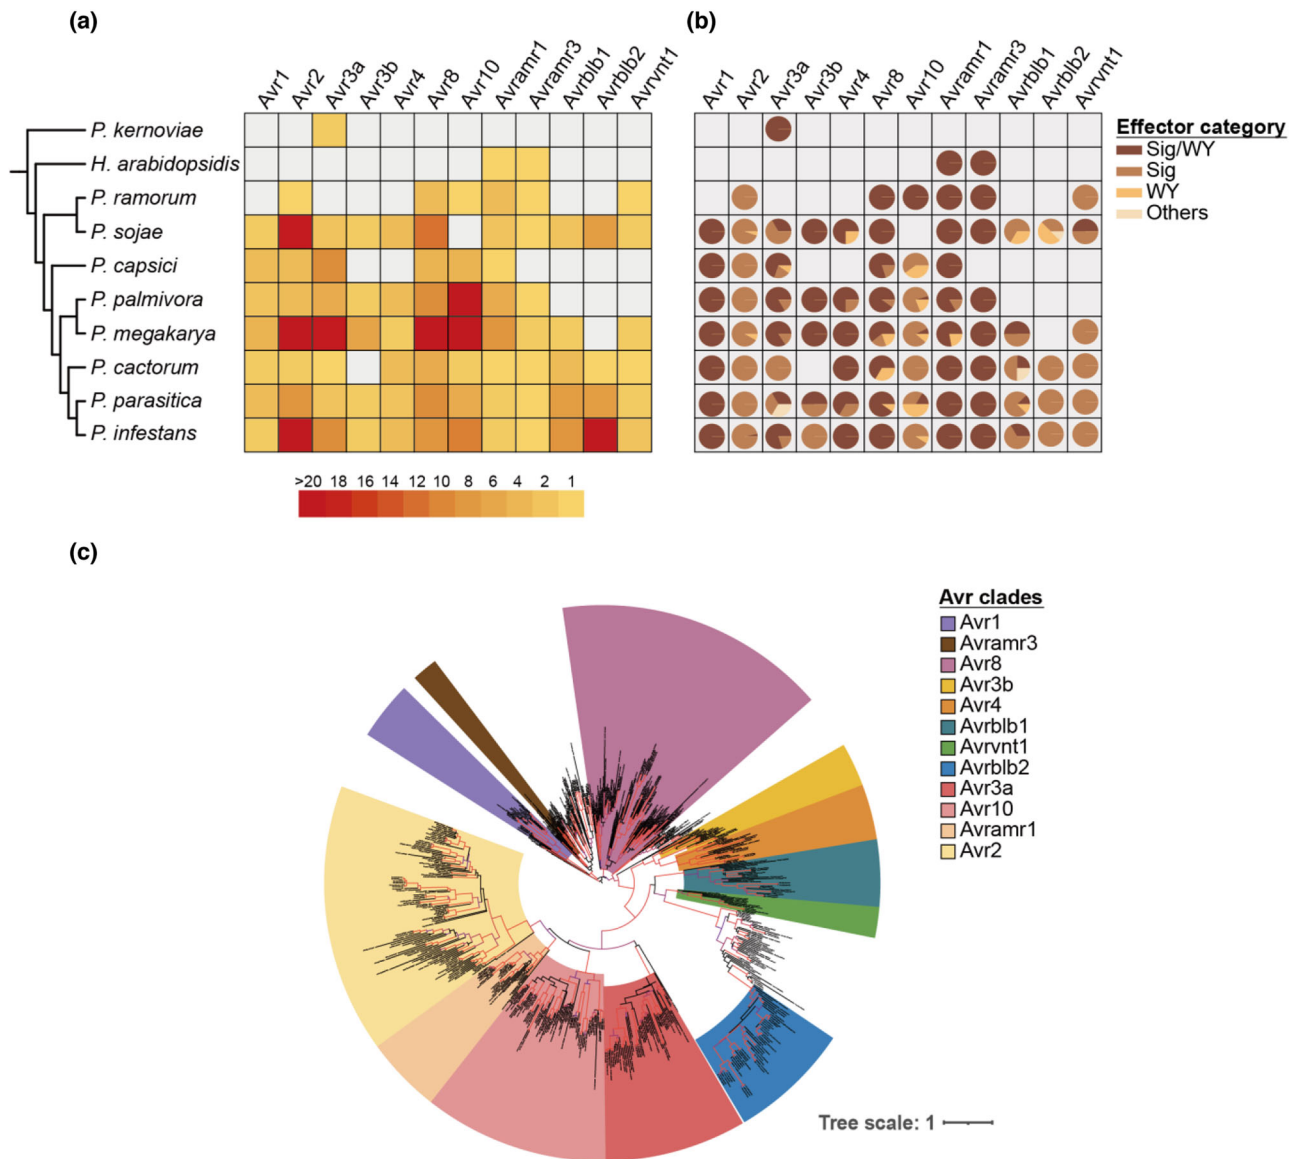 (a)
Avr1 Avr2 Avr3a Avr3b Avr4 Avr8 Avr10 Avramr1 Avramr3 Avrblb1 Avrblb2 Avrvnt1
P. kernoviae
H. arabidopsidis
P. ramorum
P. sojae
P. capsici
P. palmivora
P. megakarya
P. cactorum
P. parasitica
P. infestans
>20 18 16 14 12 10 8 6 4 2 1
(b)
Avr1 Avr2 Avr3a Avr3b Avr4 Avr8 Avr10 Avramr1 Avramr3 Avrblb1 Avrblb2 Avrvnt1
Effector category
Sig/WY
Sig
WY
Others
(c)
Avr clades
Avr1
Avramr3
Avr8
Avr3b
Avr4
Avrblb1
Avrvnt1
Avrblb2
Avr3a
Avr10
Avramr1
Avr2
Tree scale: 1